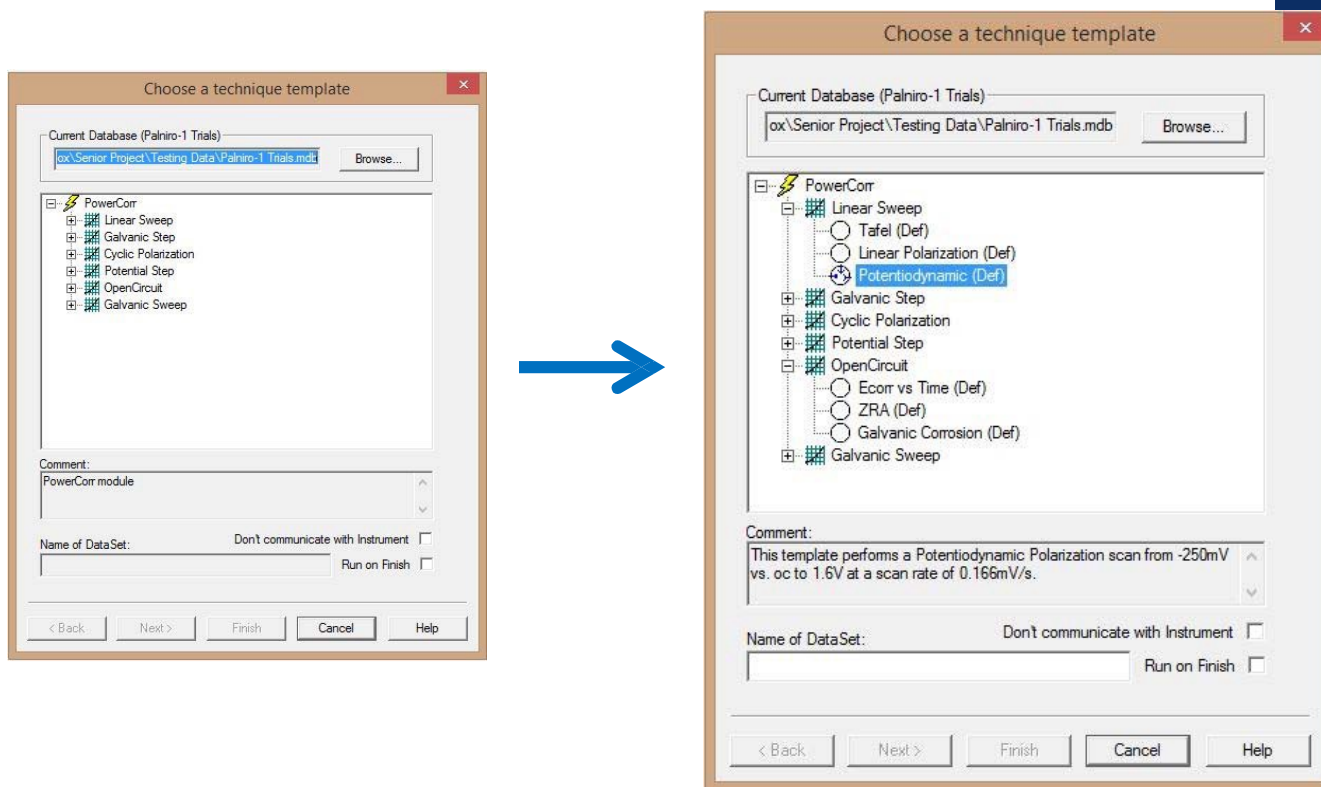 Choose a technique template
Current Database (Palniro-1 Trials)
ox\Senior Project\Testing Data\Palniro-1 Trials.mdb
Browse...
PowerCorr
Linear Sweep
Galvanic Step
Cyclic Polarization
Potential Step
OpenCircuit
Galvanic Sweep
Comment:
PowerCorr module
Name of DataSet:
Don't communicate with Instrument
Run on Finish
< Back
Next >
Finish
Cancel
Help
Choose a technique template
Current Database (Palniro-1 Trials)
ox\Senior Project\Testing Data\Palniro-1 Trials.mdb
Browse...
PowerCorr
Linear Sweep
Tafel (Def)
Linear Polarization (Def)
Potentiodynamic (Def)
Galvanic Step
Cyclic Polarization
Potential Step
OpenCircuit
Ecorr vs Time (Def)
ZRA (Def)
Galvanic Corrosion (Def)
Galvanic Sweep
Comment:
This template performs a Potentiodynamic Polarization scan from -250mV
vs. oc to 1.6V at a scan rate of 0.166mV/s.
Name of DataSet:
Don't communicate with Instrument
Run on Finish
< Back
Next >
Finish
Cancel
Help